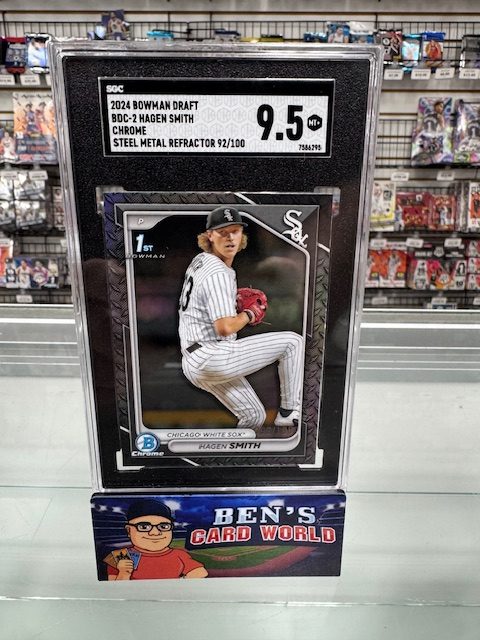 SGC
2024 BOWMAN DRAFT
BDC-2 HAGEN SMITH
CHROME
STEEL METAL REFRACTOR 92/100
9.5 MT+
7586295
P
1ST
BOWMAN
Sox
CHICAGO WHITE SOX
B
Chrome
HAGEN SMITH
BEN'S
CARD WORLD